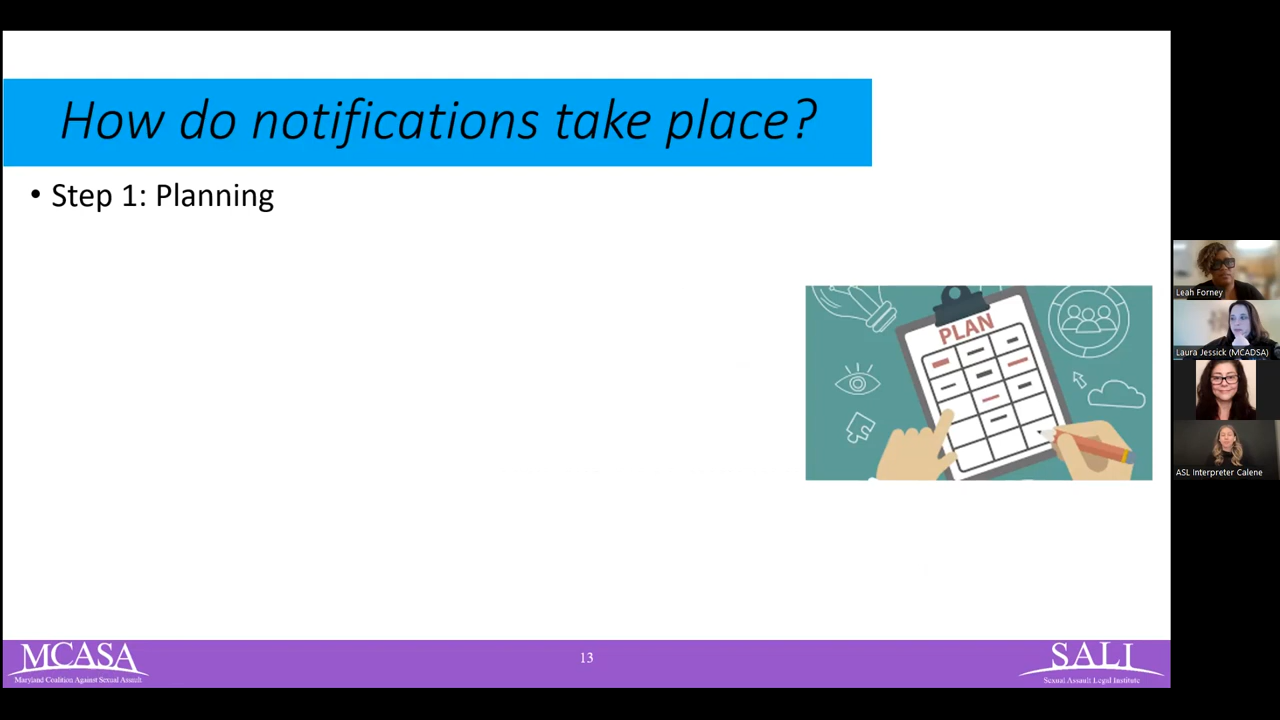 How do notifications take place?
• Step 1: Planning
PLAN
Leah Forney
Laura Jessick (MCADSA)
ASL Interpreter Calene
MCASA
Maryland Coalition Against Sexual Assault
13
SALI
Sexual Assault Legal Institute